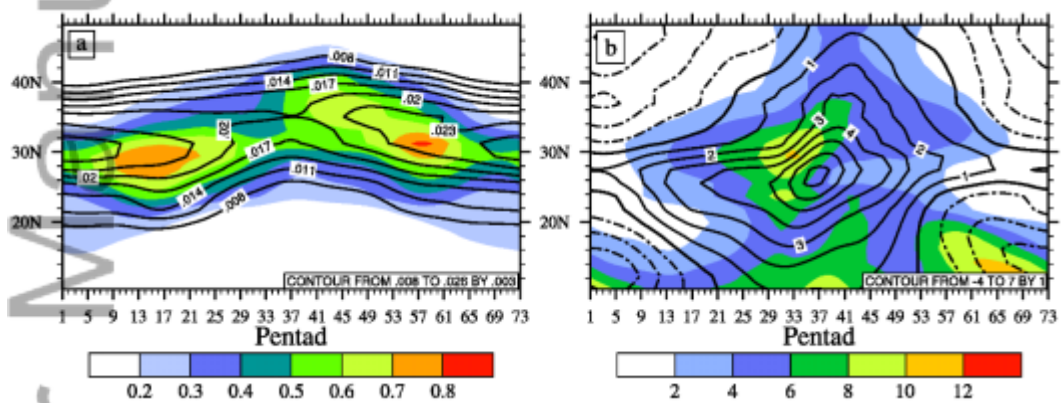 a
.008
.014
.011
.017
.02
.02
.023
.017
.02
.011
.014
.008
40N
30N
20N
CONTOUR FROM .008 TO .026 BY .003
1 5 9 13 17 21 25 29 33 37 41 45 49 53 57 61 65 69 73
Pentad
0.2 0.3 0.4 0.5 0.6 0.7 0.8
b
1
3
4
2
2
1
3
40N
30N
20N
CONTOUR FROM -4 TO 7 BY 1
1 5 9 13 17 21 25 29 33 37 41 45 49 53 57 61 65 69 73
Pentad
2 4 6 8 10 12